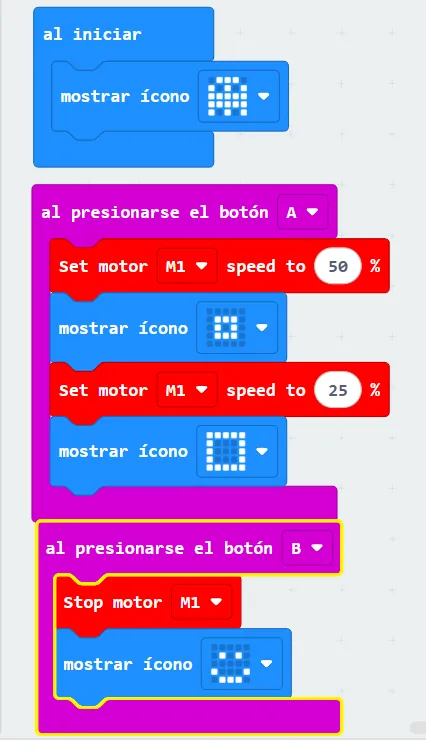 al iniciar
mostrar ícono
al presionarse el botón A
Set motor M1 speed to 50 %
mostrar ícono
Set motor M1 speed to 25 %
mostrar ícono
al presionarse el botón B
Stop motor M1
mostrar ícono